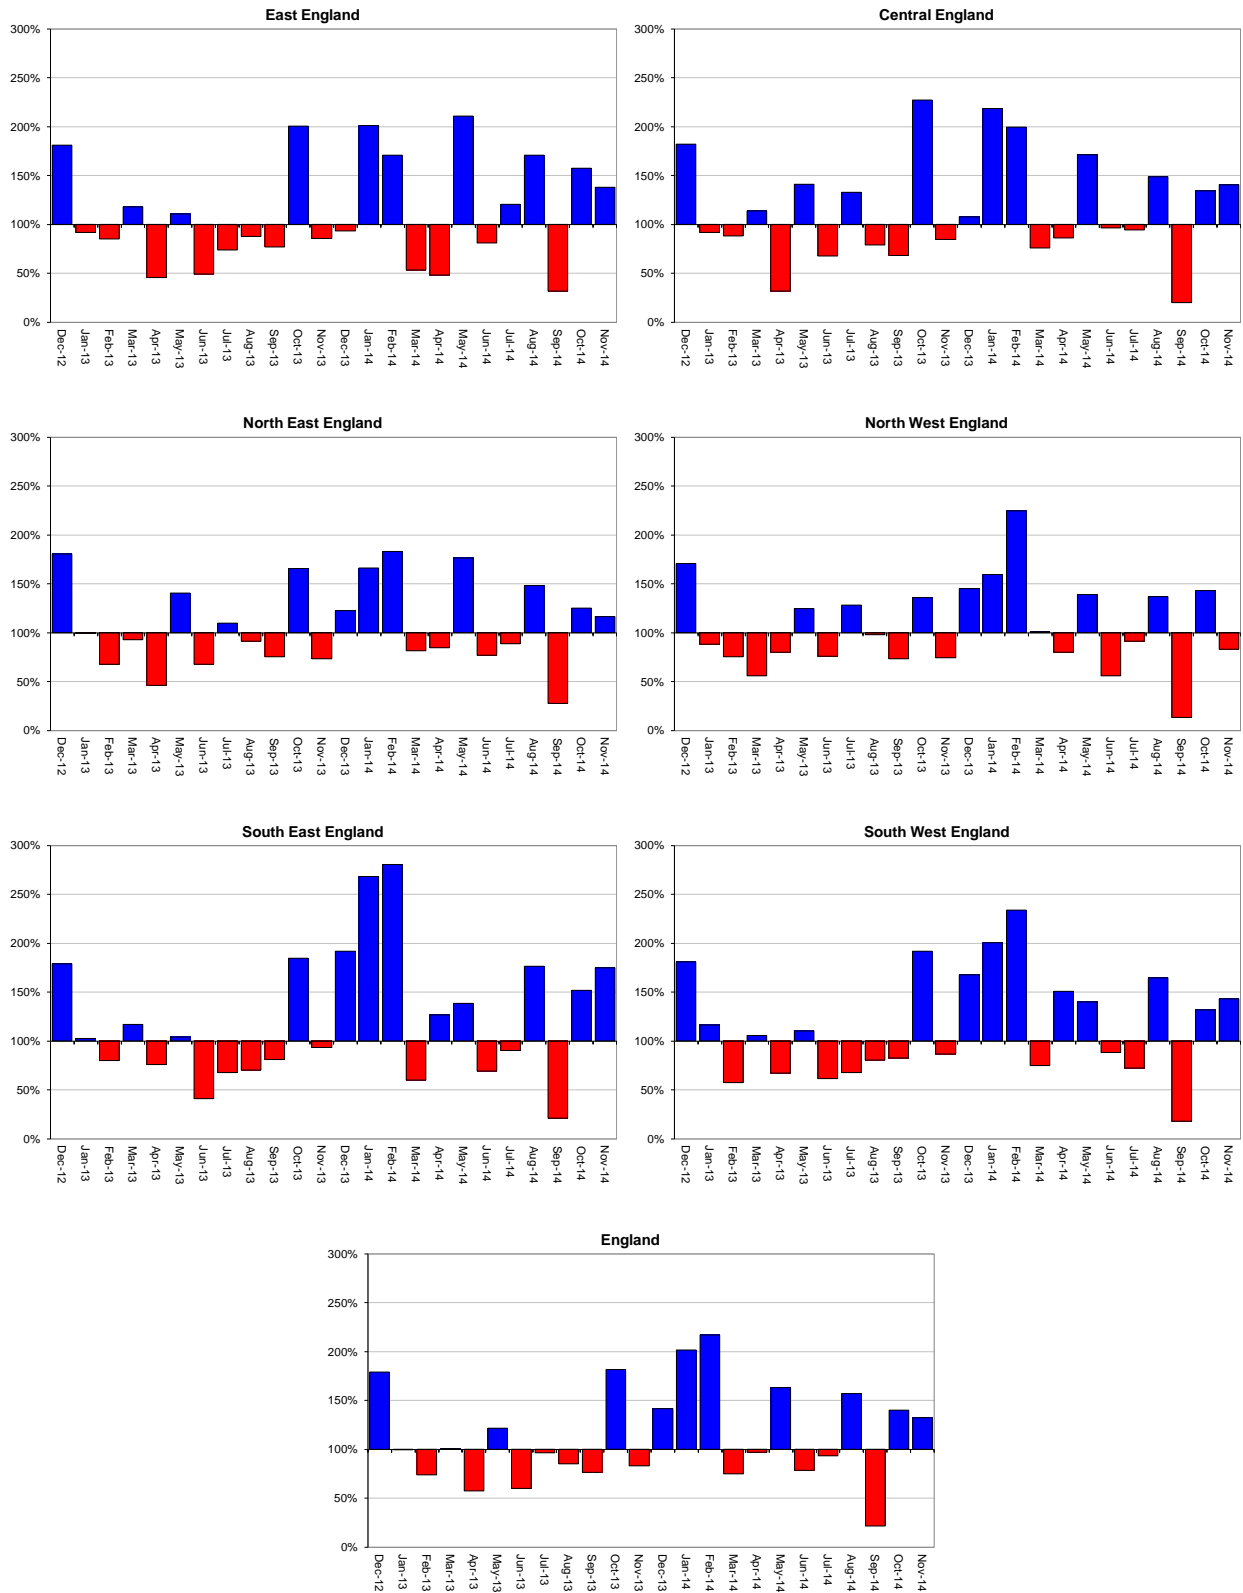 East England
300%
250%
200%
150%
100%
50%
0%
Dec-12
Jan-13
Feb-13
Mar-13
Apr-13
May-13
Jun-13
Jul-13
Aug-13
Sep-13
Oct-13
Nov-13
Dec-13
Jan-14
Feb-14
Mar-14
Apr-14
May-14
Jun-14
Jul-14
Aug-14
Sep-14
Oct-14
Nov-14
Central England
300%
250%
200%
150%
100%
50%
0%
Dec-12
Jan-13
Feb-13
Mar-13
Apr-13
May-13
Jun-13
Jul-13
Aug-13
Sep-13
Oct-13
Nov-13
Dec-13
Jan-14
Feb-14
Mar-14
Apr-14
May-14
Jun-14
Jul-14
Aug-14
Sep-14
Oct-14
Nov-14
North East England
300%
250%
200%
150%
100%
50%
0%
Dec-12
Jan-13
Feb-13
Mar-13
Apr-13
May-13
Jun-13
Jul-13
Aug-13
Sep-13
Oct-13
Nov-13
Dec-13
Jan-14
Feb-14
Mar-14
Apr-14
May-14
Jun-14
Jul-14
Aug-14
Sep-14
Oct-14
Nov-14
North West England
300%
250%
200%
150%
100%
50%
0%
Dec-12
Jan-13
Feb-13
Mar-13
Apr-13
May-13
Jun-13
Jul-13
Aug-13
Sep-13
Oct-13
Nov-13
Dec-13
Jan-14
Feb-14
Mar-14
Apr-14
May-14
Jun-14
Jul-14
Aug-14
Sep-14
Oct-14
Nov-14
South East England
300%
250%
200%
150%
100%
50%
0%
Dec-12
Jan-13
Feb-13
Mar-13
Apr-13
May-13
Jun-13
Jul-13
Aug-13
Sep-13
Oct-13
Nov-13
Dec-13
Jan-14
Feb-14
Mar-14
Apr-14
May-14
Jun-14
Jul-14
Aug-14
Sep-14
Oct-14
Nov-14
South West England
300%
250%
200%
150%
100%
50%
0%
Dec-12
Jan-13
Feb-13
Mar-13
Apr-13
May-13
Jun-13
Jul-13
Aug-13
Sep-13
Oct-13
Nov-13
Dec-13
Jan-14
Feb-14
Mar-14
Apr-14
May-14
Jun-14
Jul-14
Aug-14
Sep-14
Oct-14
Nov-14
England
300%
250%
200%
150%
100%
50%
0%
Dec-12
Jan-13
Feb-13
Mar-13
Apr-13
May-13
Jun-13
Jul-13
Aug-13
Sep-13
Oct-13
Nov-13
Dec-13
Jan-14
Feb-14
Mar-14
Apr-14
May-14
Jun-14
Jul-14
Aug-14
Sep-14
Oct-14
Nov-14